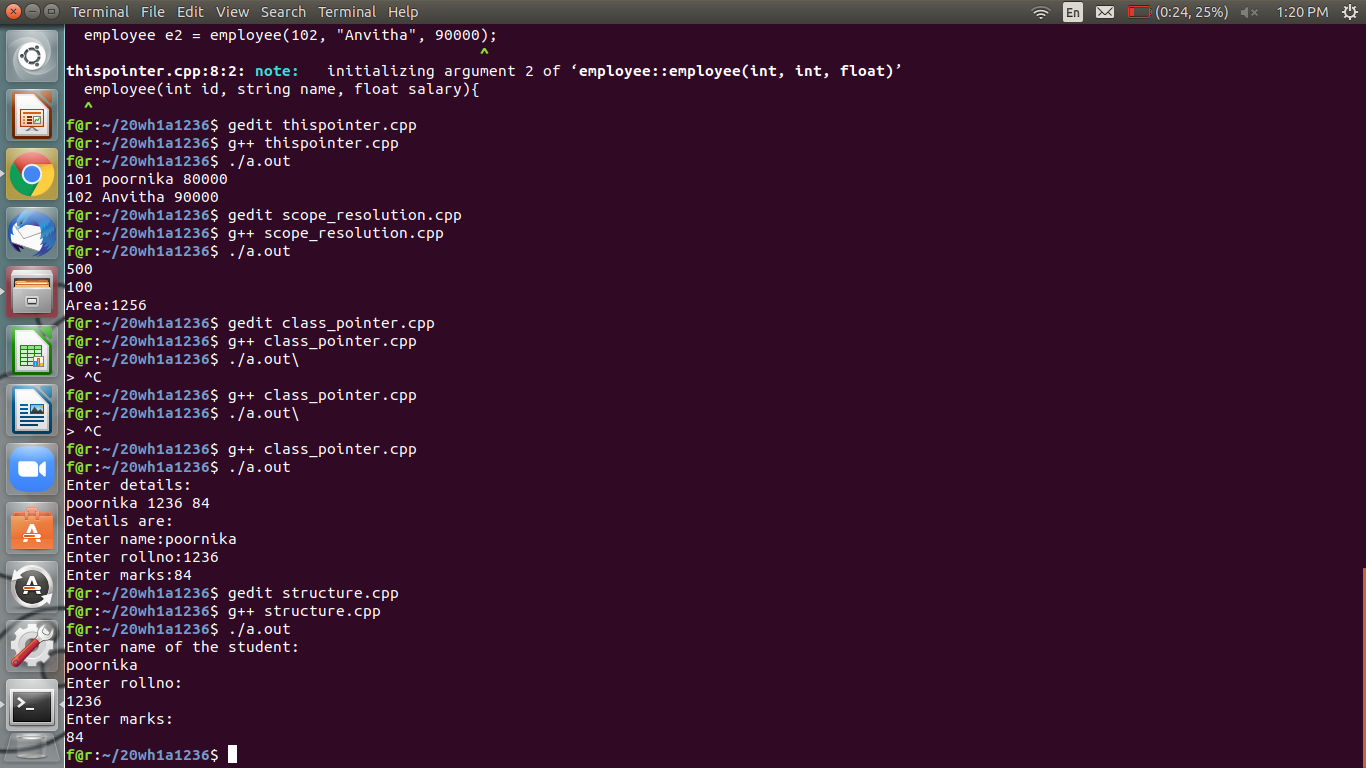 Terminal File Edit View Search Terminal Help En (0:24, 25%) 1:20 PM
employee e2 = employee(102, "Anvitha", 90000);
^
thispointer.cpp:8:2: note:   initializing argument 2 of ‘employee::employee(int, int, float)’
employee(int id, string name, float salary){
^
f@r:~/20wh1a1236$ gedit thispointer.cpp
f@r:~/20wh1a1236$ g++ thispointer.cpp
f@r:~/20wh1a1236$ ./a.out
101 poornika 80000
102 Anvitha 90000
f@r:~/20wh1a1236$ gedit scope_resolution.cpp
f@r:~/20wh1a1236$ g++ scope_resolution.cpp
f@r:~/20wh1a1236$ ./a.out
500
100
Area:1256
f@r:~/20wh1a1236$ gedit class_pointer.cpp
f@r:~/20wh1a1236$ g++ class_pointer.cpp
f@r:~/20wh1a1236$ ./a.out\
> ^C
f@r:~/20wh1a1236$ g++ class_pointer.cpp
f@r:~/20wh1a1236$ ./a.out\
> ^C
f@r:~/20wh1a1236$ g++ class_pointer.cpp
f@r:~/20wh1a1236$ ./a.out
Enter details:
poornika 1236 84
Details are:
Enter name:poornika
Enter rollno:1236
Enter marks:84
f@r:~/20wh1a1236$ gedit structure.cpp
f@r:~/20wh1a1236$ g++ structure.cpp
f@r:~/20wh1a1236$ ./a.out
Enter name of the student:
poornika
Enter rollno:
1236
Enter marks:
84
f@r:~/20wh1a1236$